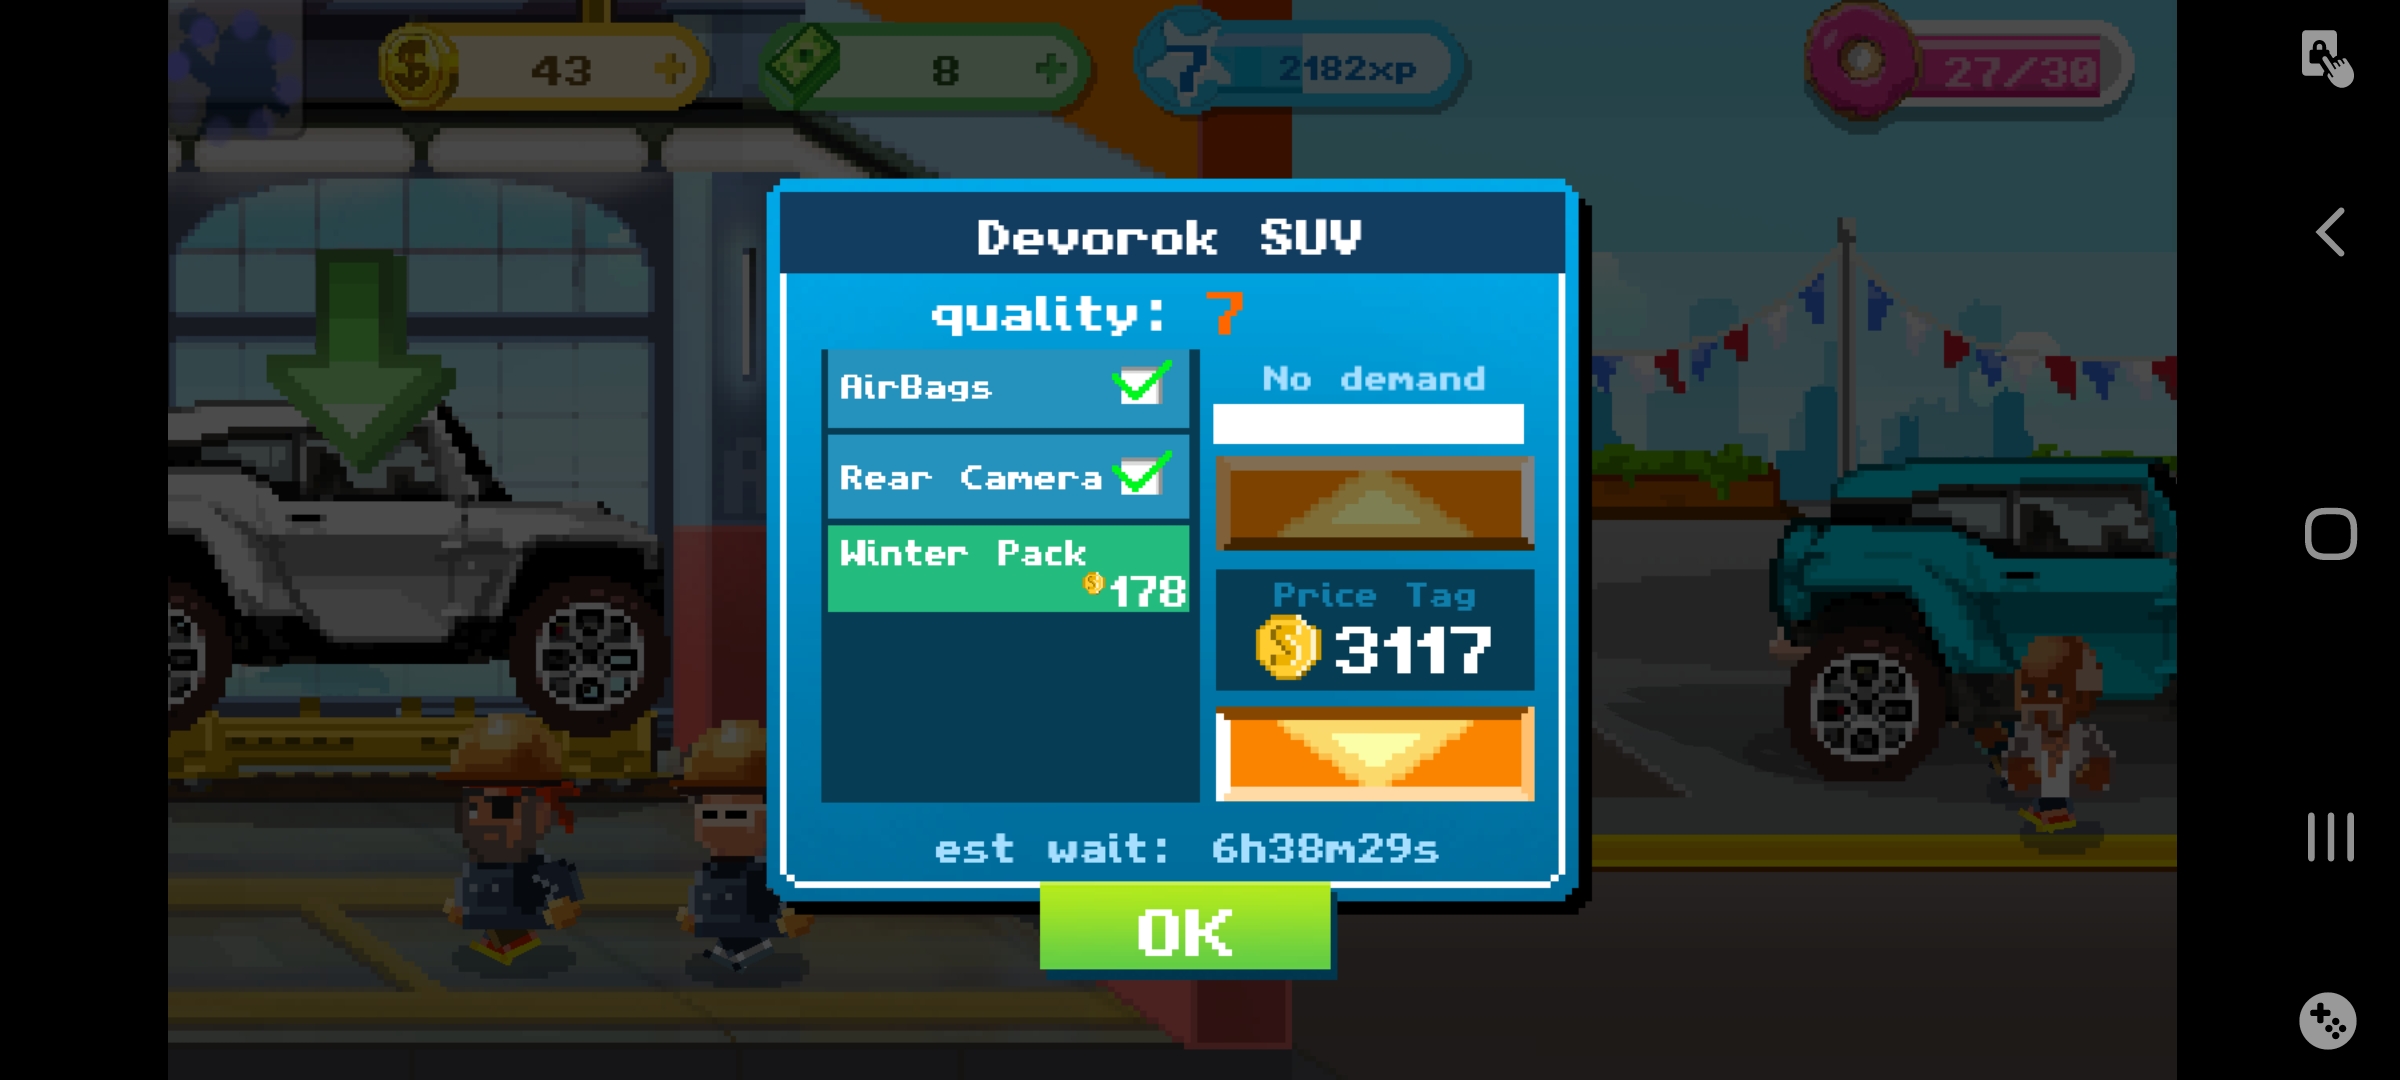 43
8
7
2182xp
27/30
Devorok SUV
quality: 7
AirBags
Rear Camera
Winter Pack
178
No demand
Price Tag
3117
est wait: 6h38m29s
OK